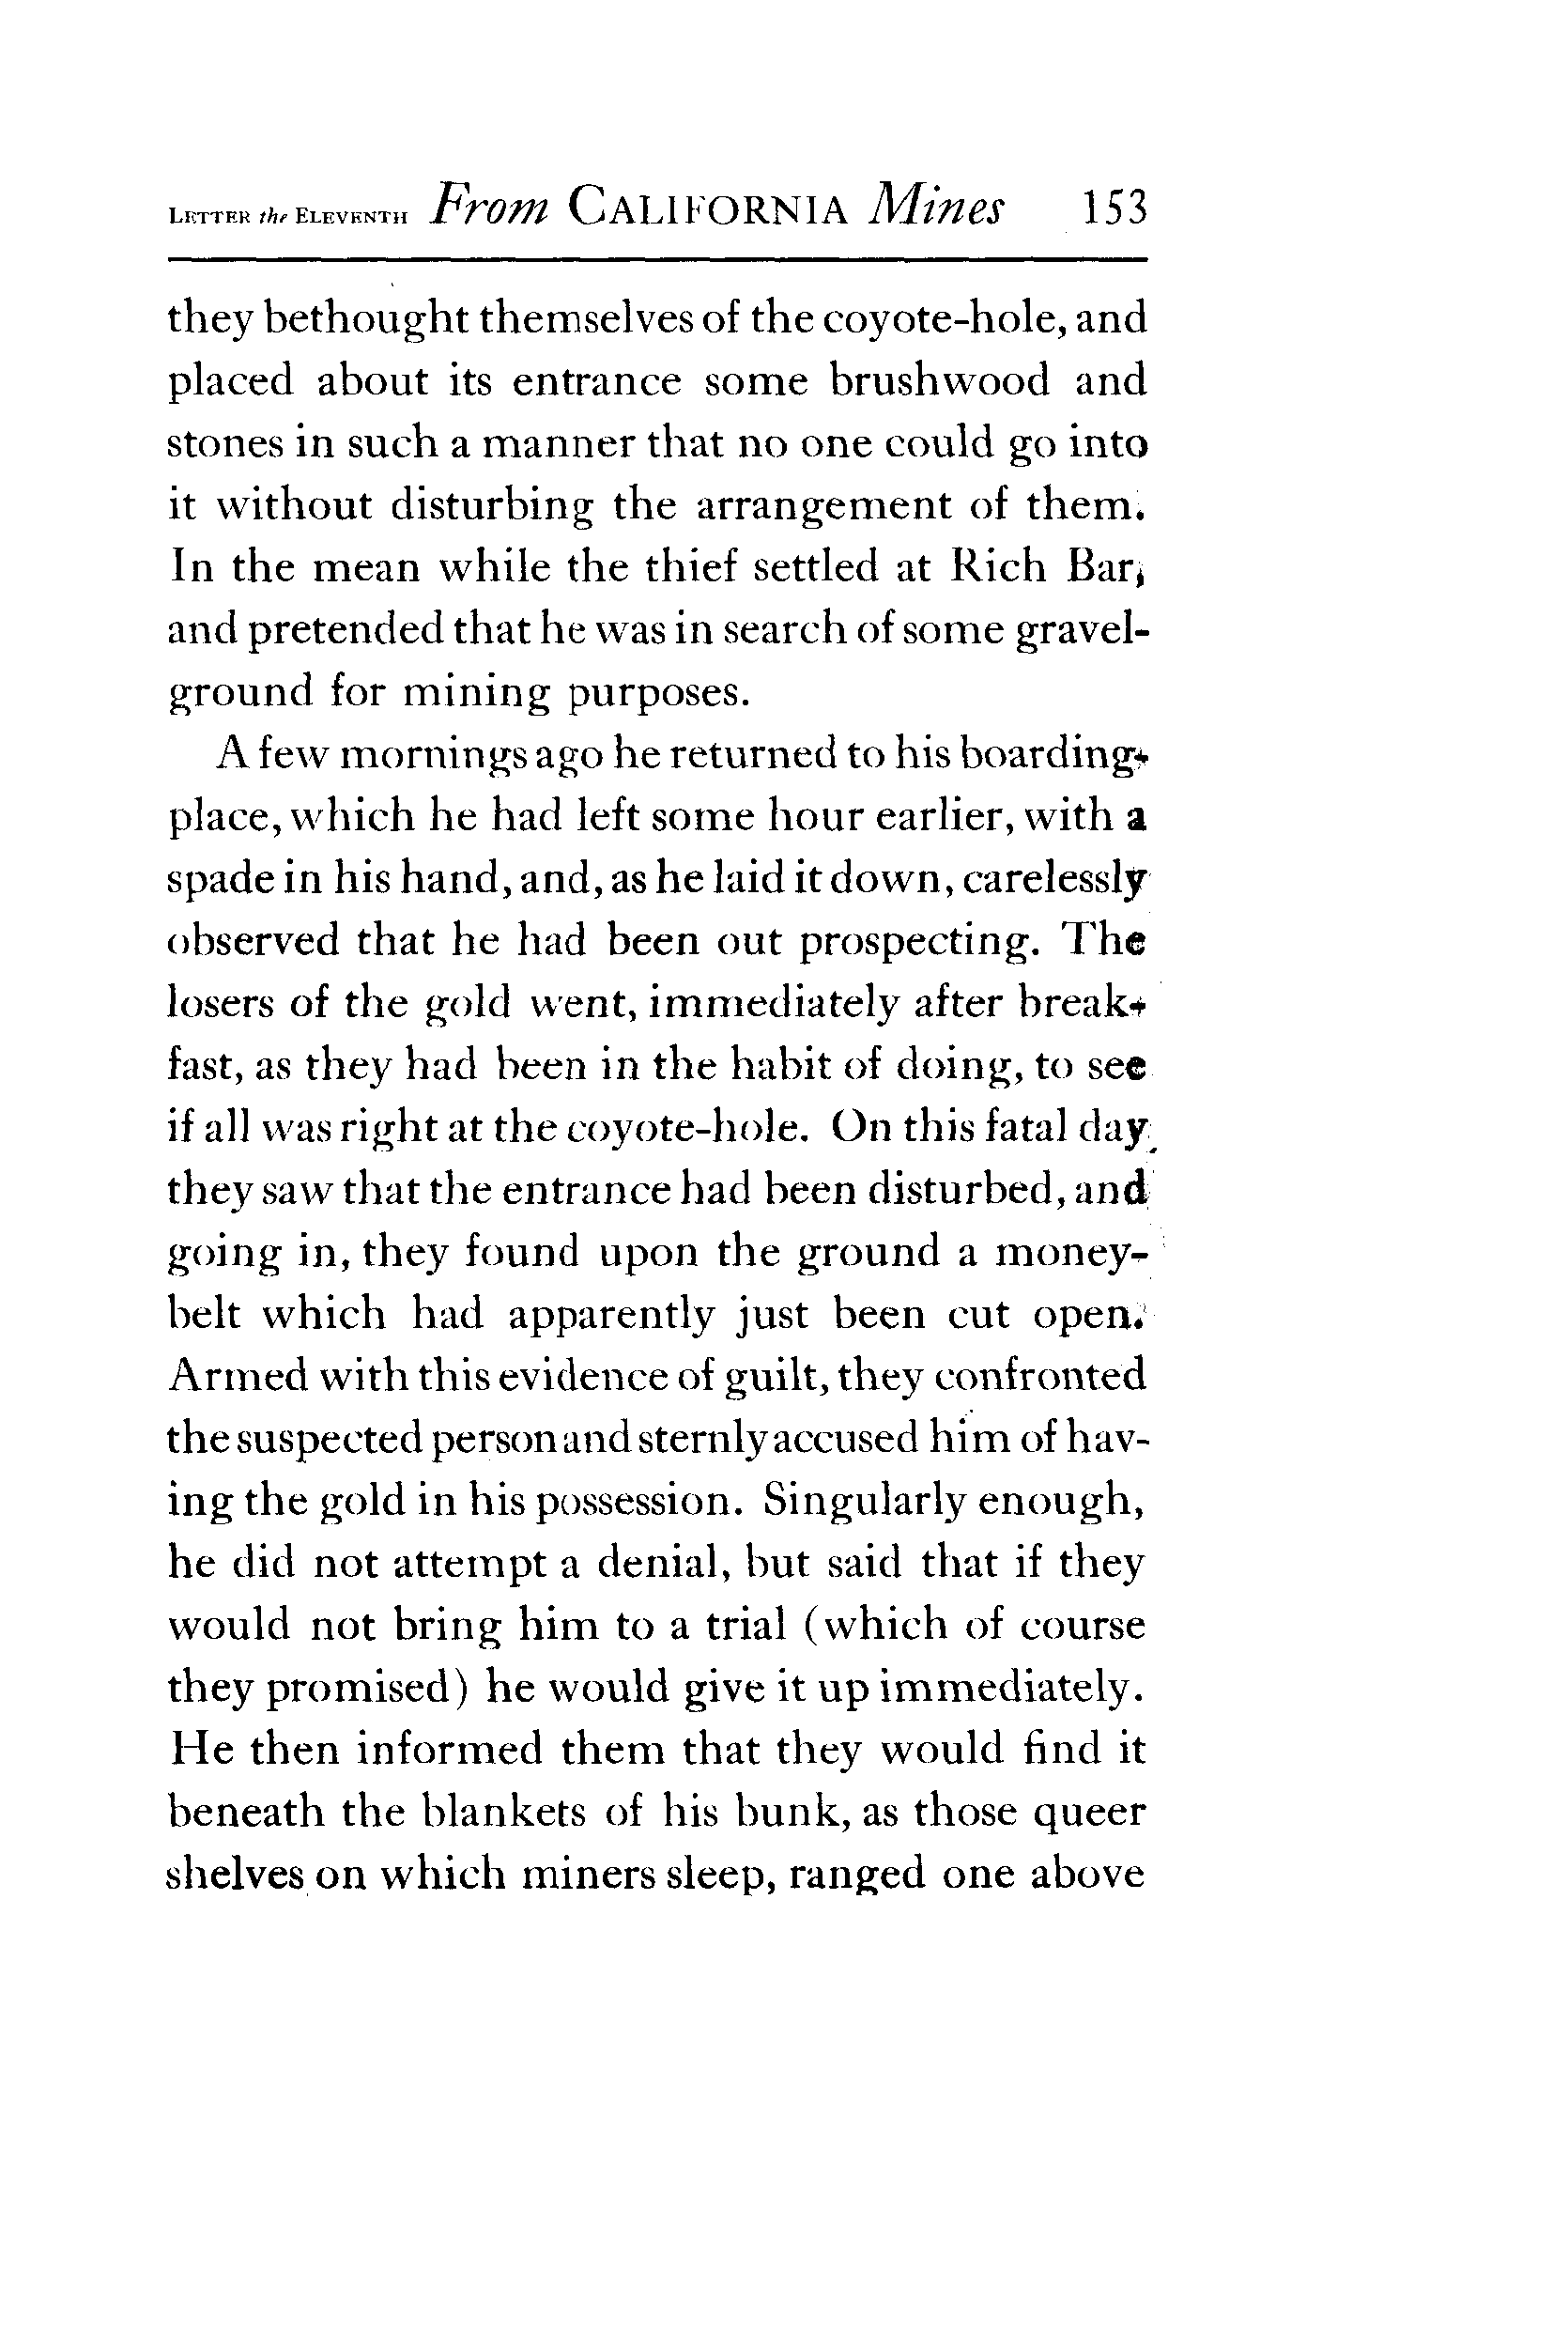 LETTER the ELEVENTH From CALIFORNIA Mines 153
they bethought themselves of the coyote-hole, and
placed about its entrance some brushwood and
stones in such a manner that no one could go into
it without disturbing the arrangement of them.
In the mean while the thief settled at Rich Bar,
and pretended that he was in search of some gravel-
ground for mining purposes.
A few mornings ago he returned to his boarding-
place, which he had left some hour earlier, with a
spade in his hand, and, as he laid it down, carelessly
observed that he had been out prospecting. The
losers of the gold went, immediately after break-
fast, as they had been in the habit of doing, to see
if all was right at the coyote-hole. On this fatal day
they saw that the entrance had been disturbed, and
going in, they found upon the ground a money-
belt which had apparently just been cut open.
Armed with this evidence of guilt, they confronted
the suspected person and sternly accused him of hav-
ing the gold in his possession. Singularly enough,
he did not attempt a denial, but said that if they
would not bring him to a trial (which of course
they promised) he would give it up immediately.
He then informed them that they would find it
beneath the blankets of his bunk, as those queer
shelves on which miners sleep, ranged one above